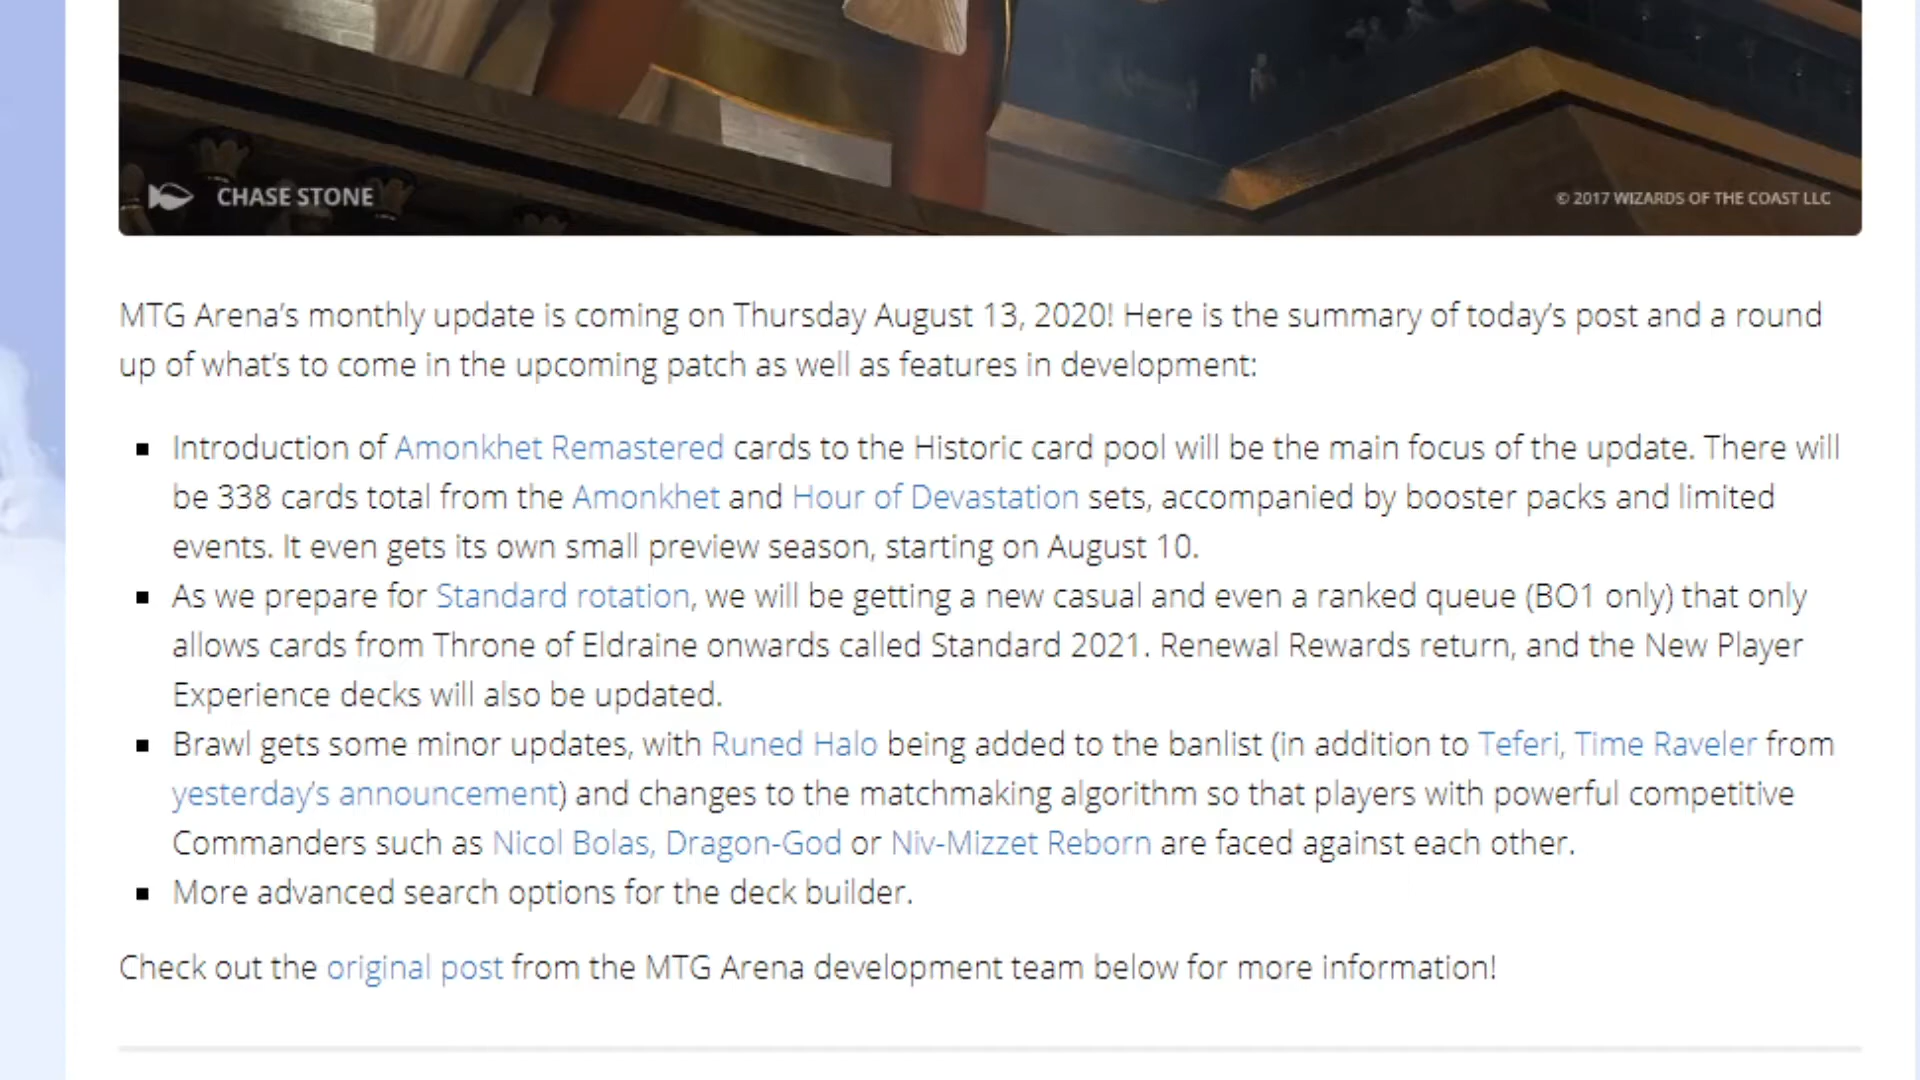 CHASE STONE
© 2017 WIZARDS OF THE COAST LLC
MTG Arena's monthly update is coming on Thursday August 13, 2020! Here is the summary of today's post and a round
up of what's to come in the upcoming patch as well as features in development:
Introduction of Amonkhet Remastered cards to the Historic card pool will be the main focus of the update. There will
be 338 cards total from the Amonkhet and Hour of Devastation sets, accompanied by booster packs and limited
events. It even gets its own small preview season, starting on August 10.
As we prepare for Standard rotation, we will be getting a new casual and even a ranked queue (BO1 only) that only
allows cards from Throne of Eldraine onwards called Standard 2021. Renewal Rewards return, and the New Player
Experience decks will also be updated.
Brawl gets some minor updates, with Runed Halo being added to the banlist (in addition to Teferi, Time Raveler from
yesterday's announcement) and changes to the matchmaking algorithm so that players with powerful competitive
Commanders such as Nicol Bolas, Dragon-God or Niv-Mizzet Reborn are faced against each other.
More advanced search options for the deck builder.
Check out the original post from the MTG Arena development team below for more information!